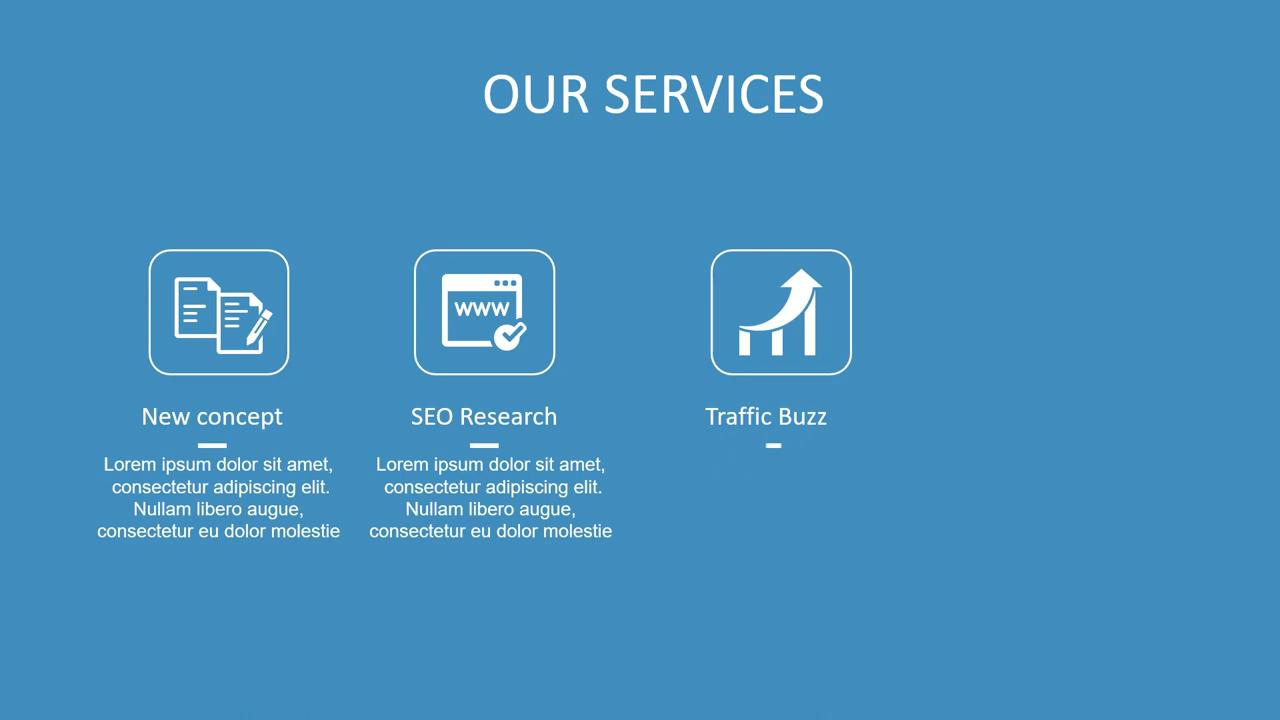 OUR SERVICES
WWW
New concept
Lorem ipsum dolor sit amet,
consectetur adipiscing elit.
Nullam libero augue,
consectetur eu dolor molestie
SEO Research
Lorem ipsum dolor sit amet,
consectetur adipiscing elit.
Nullam libero augue,
consectetur eu dolor molestie
Traffic Buzz